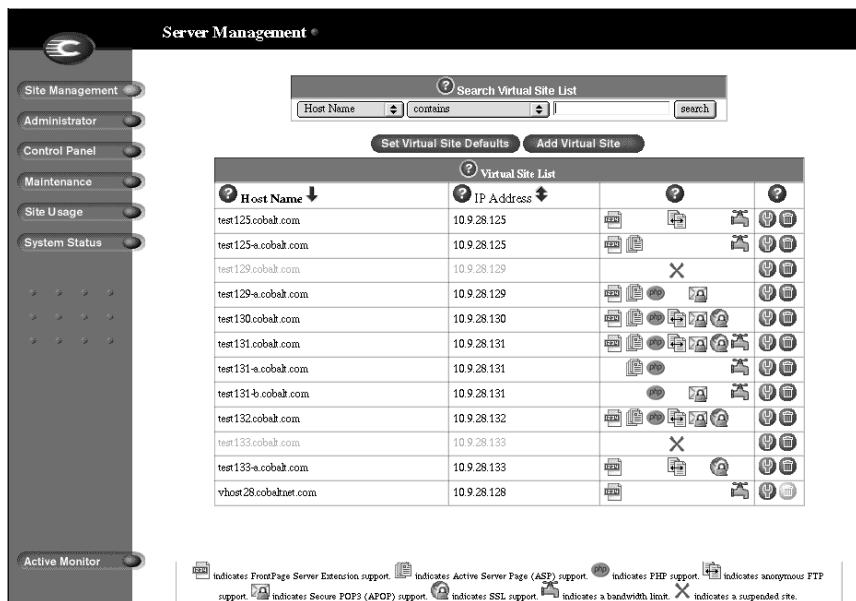 Server Management
Site Management
Administrator
Control Panel
Maintenance
Site Usage
System Status
Active Monitor
Search Virtual Site List
Host Name contains search
Set Virtual Site Defaults Add Virtual Site
Virtual Site List
Host Name IP Address
test125.cobalt.com 10.9.28.125
test125-a.cobalt.com 10.9.28.125
test129.cobalt.com 10.9.28.129
test129-a.cobalt.com 10.9.28.129
test130.cobalt.com 10.9.28.130
test131.cobalt.com 10.9.28.131
test131-a.cobalt.com 10.9.28.131
test131-b.cobalt.com 10.9.28.131
test132.cobalt.com 10.9.28.132
test133.cobalt.com 10.9.28.133
test133-a.cobalt.com 10.9.28.133
vhost28.cobaltnet.com 10.9.28.128
indicates FrontPage Server Extension support. indicates Active Server Page (ASP) support. php indicates PHP support. indicates anonymous FTP
support. indicates Secure POP3 (APOP) support. indicates SSL support. indicates a bandwidth limit. indicates a suspended site.